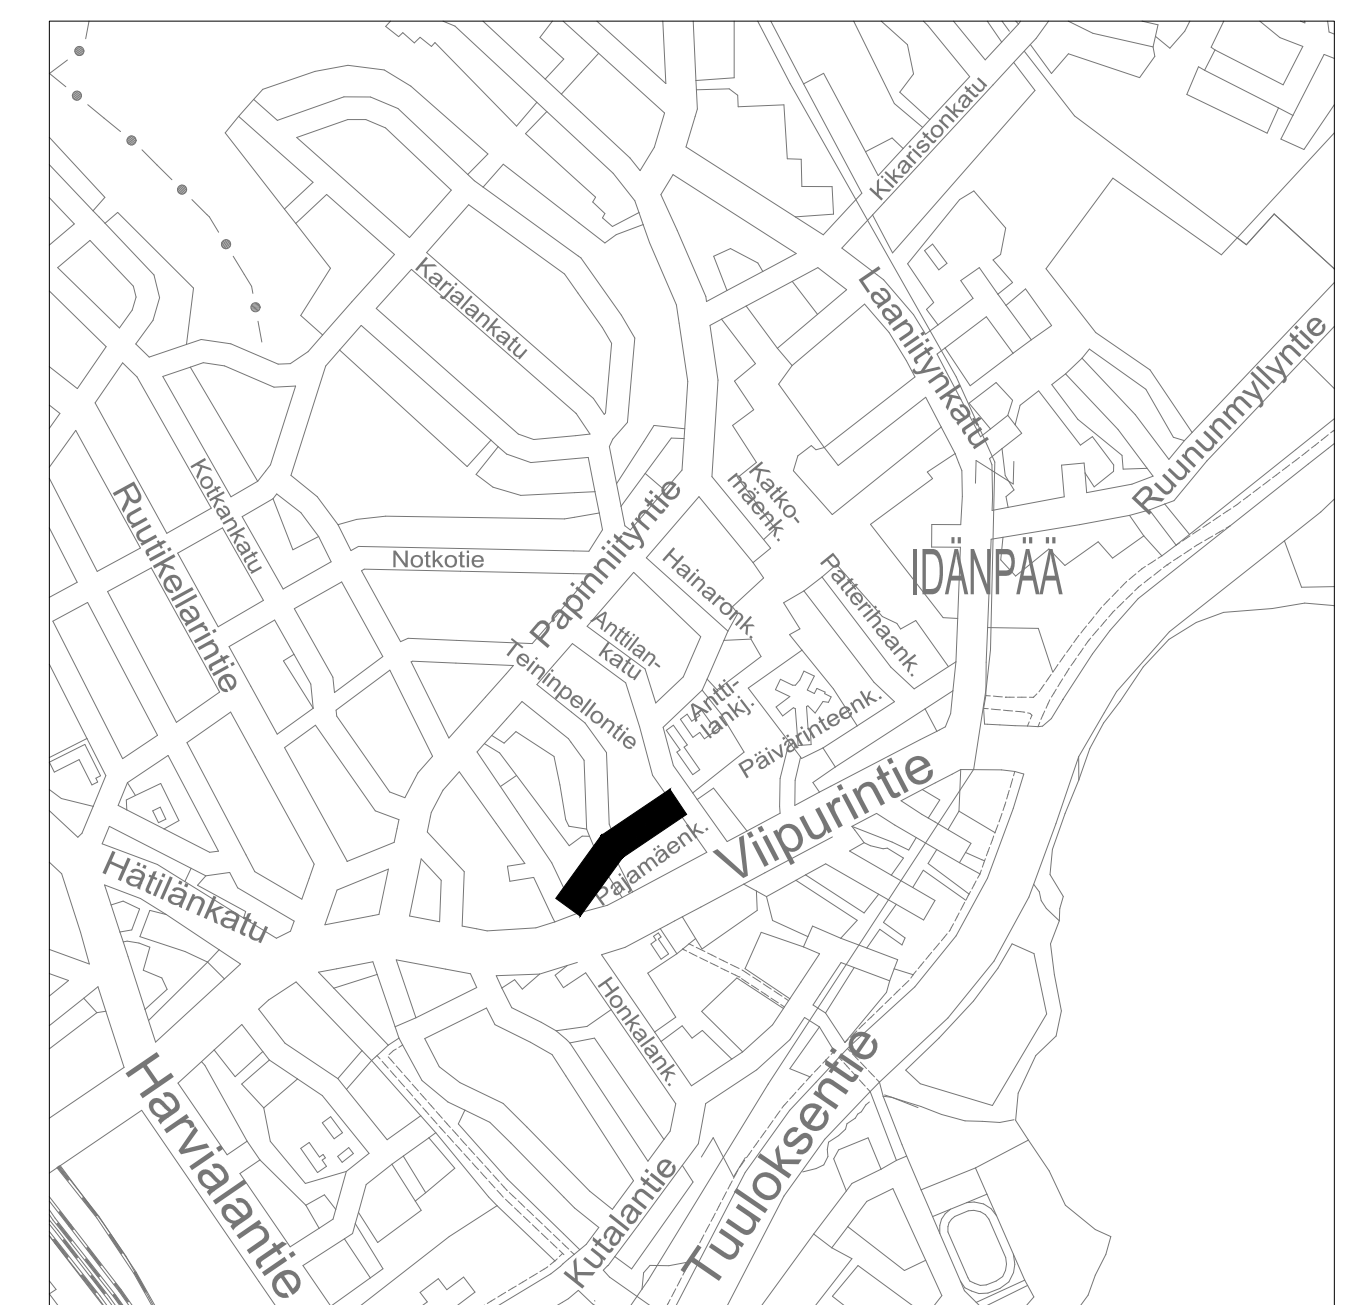 Kikaristonkatu
Karjalankatu
Laaniitynkatu
Ruununmyllyntie
Kotkankatu
Ruutikellarintie
Katko-
mäenk.
Papinniityntie
Notkotie
Hainaronk.
Patterihaank.
IDÄNPÄÄ
Anttilan-
katu
Teininpellontie
Antti-
lankj.
Päivärinteenk.
Viipurintie
Pajamäenk.
Hätilänkatu
Honkalank.
Harvialantie
Tuuloksentie
Kutalantie